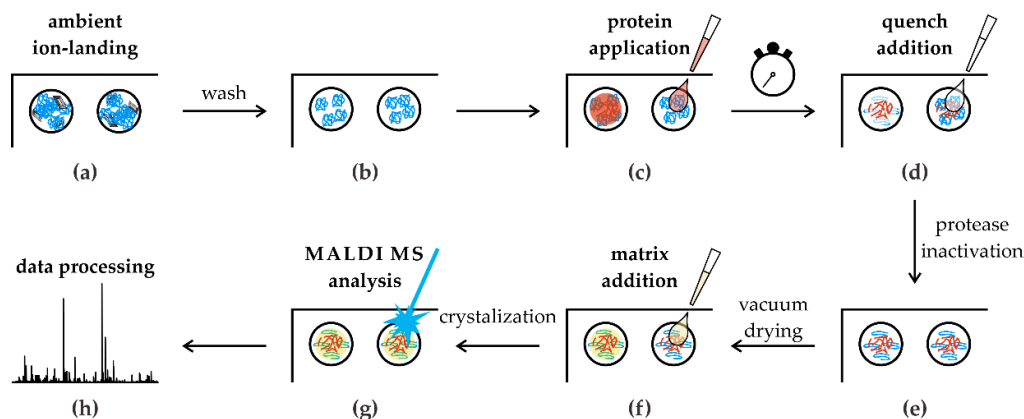 ambient
ion-landing
wash
protein
application
quench
addition
(a)
(b)
(c)
(d)
protease
inactivation
data processing
MALDI MS
analysis
crystalization
matrix
addition
vacuum
drying
(h)
(g)
(f)
(e)